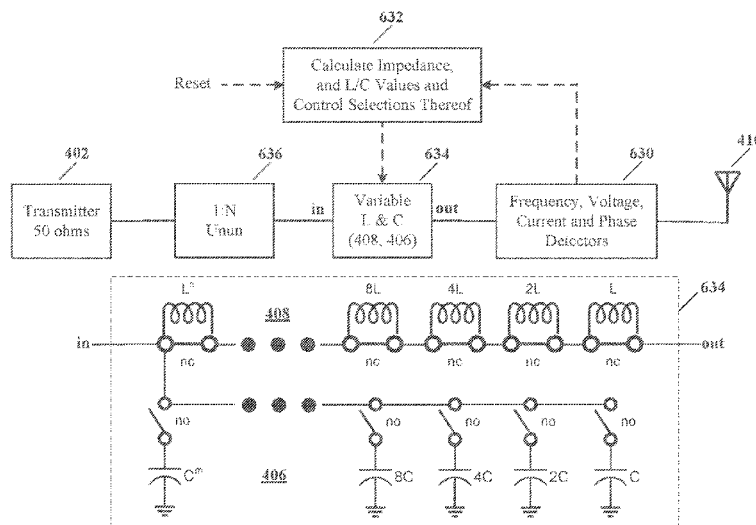 632
Calculate Impedance,
and L/C Values and
Control Selections Thereof
Reset
402
636
634
630
410
Transmitter
50 ohms
1:N
Unun
in
Variable
L & C
(408, 406)
out
Frequency, Voltage,
Current and Phase
Detectors
634
408
8L
4L
2L
L
in
nc
nc
nc
nc
nc
out
no
no
no
no
no
Cᵐ
406
8C
4C
2C
C